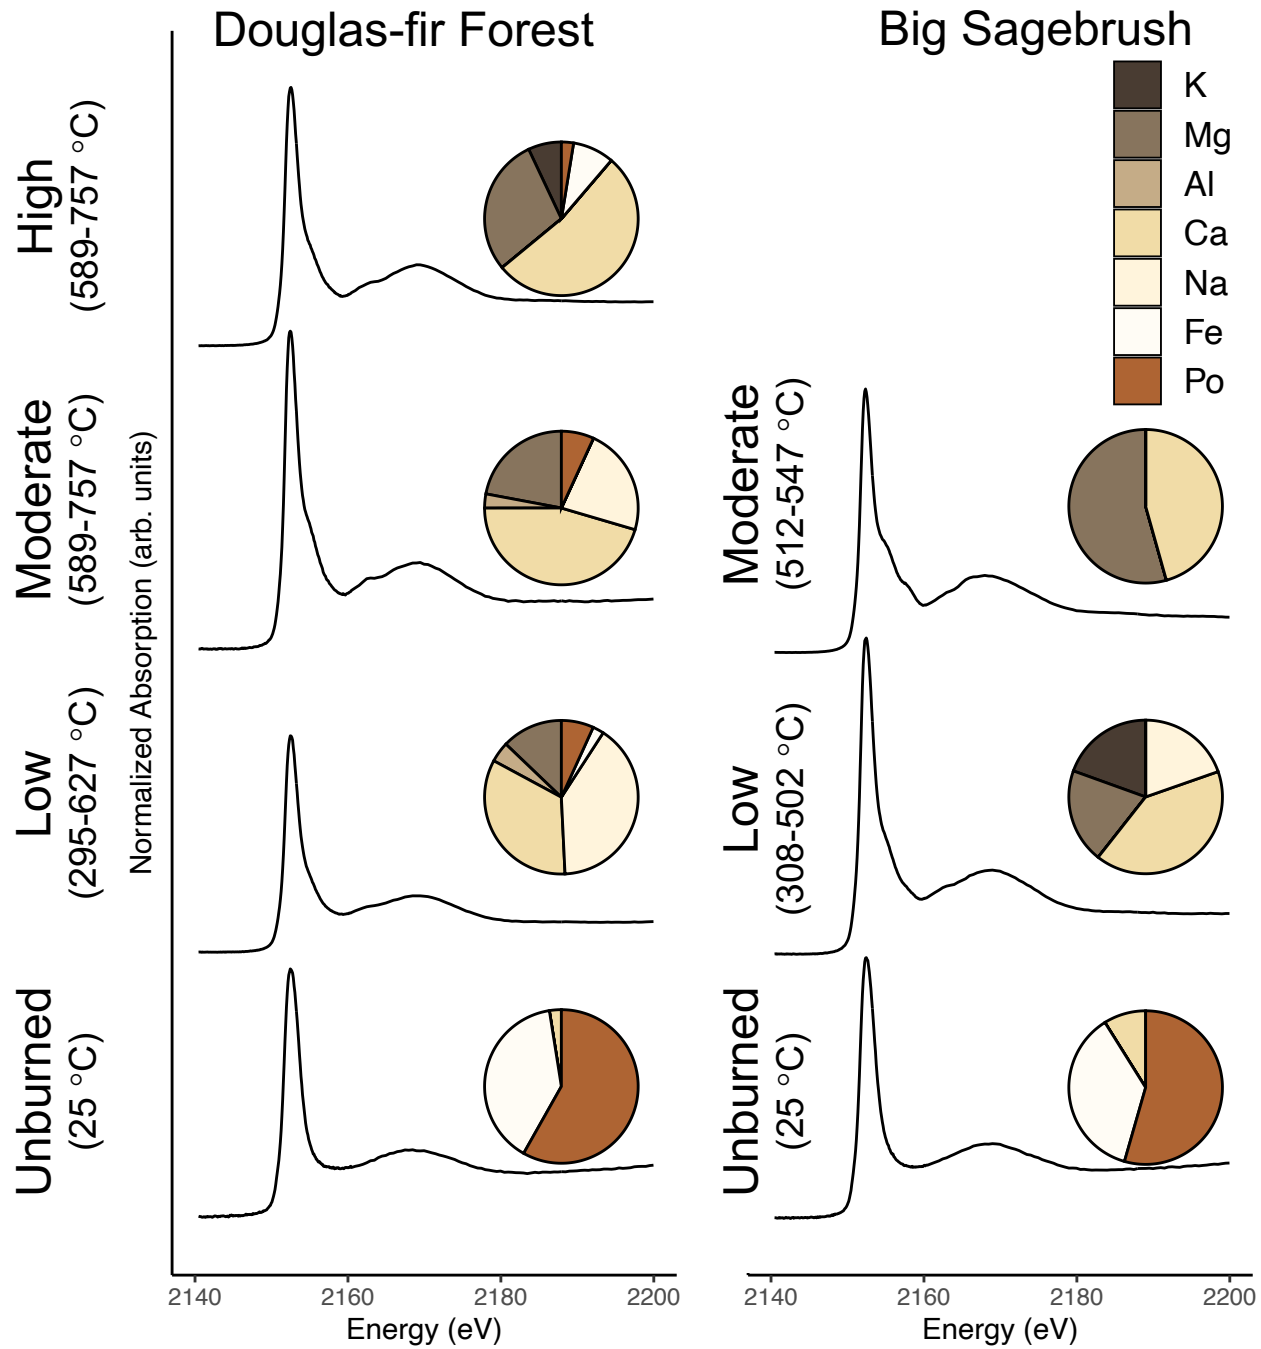 Douglas-fir Forest
Big Sagebrush
K
Mg
Al
Ca
Na
Fe
Po
High
(589-757 °C)
Moderate
(589-757 °C)
Low
(295-627 °C)
Unburned
(25 °C)
Normalized Absorption (arb. units)
Moderate
(512-547 °C)
Low
(308-502 °C)
Unburned
(25 °C)
2140 2160 2180 2200
Energy (eV)
2140 2160 2180 2200
Energy (eV)